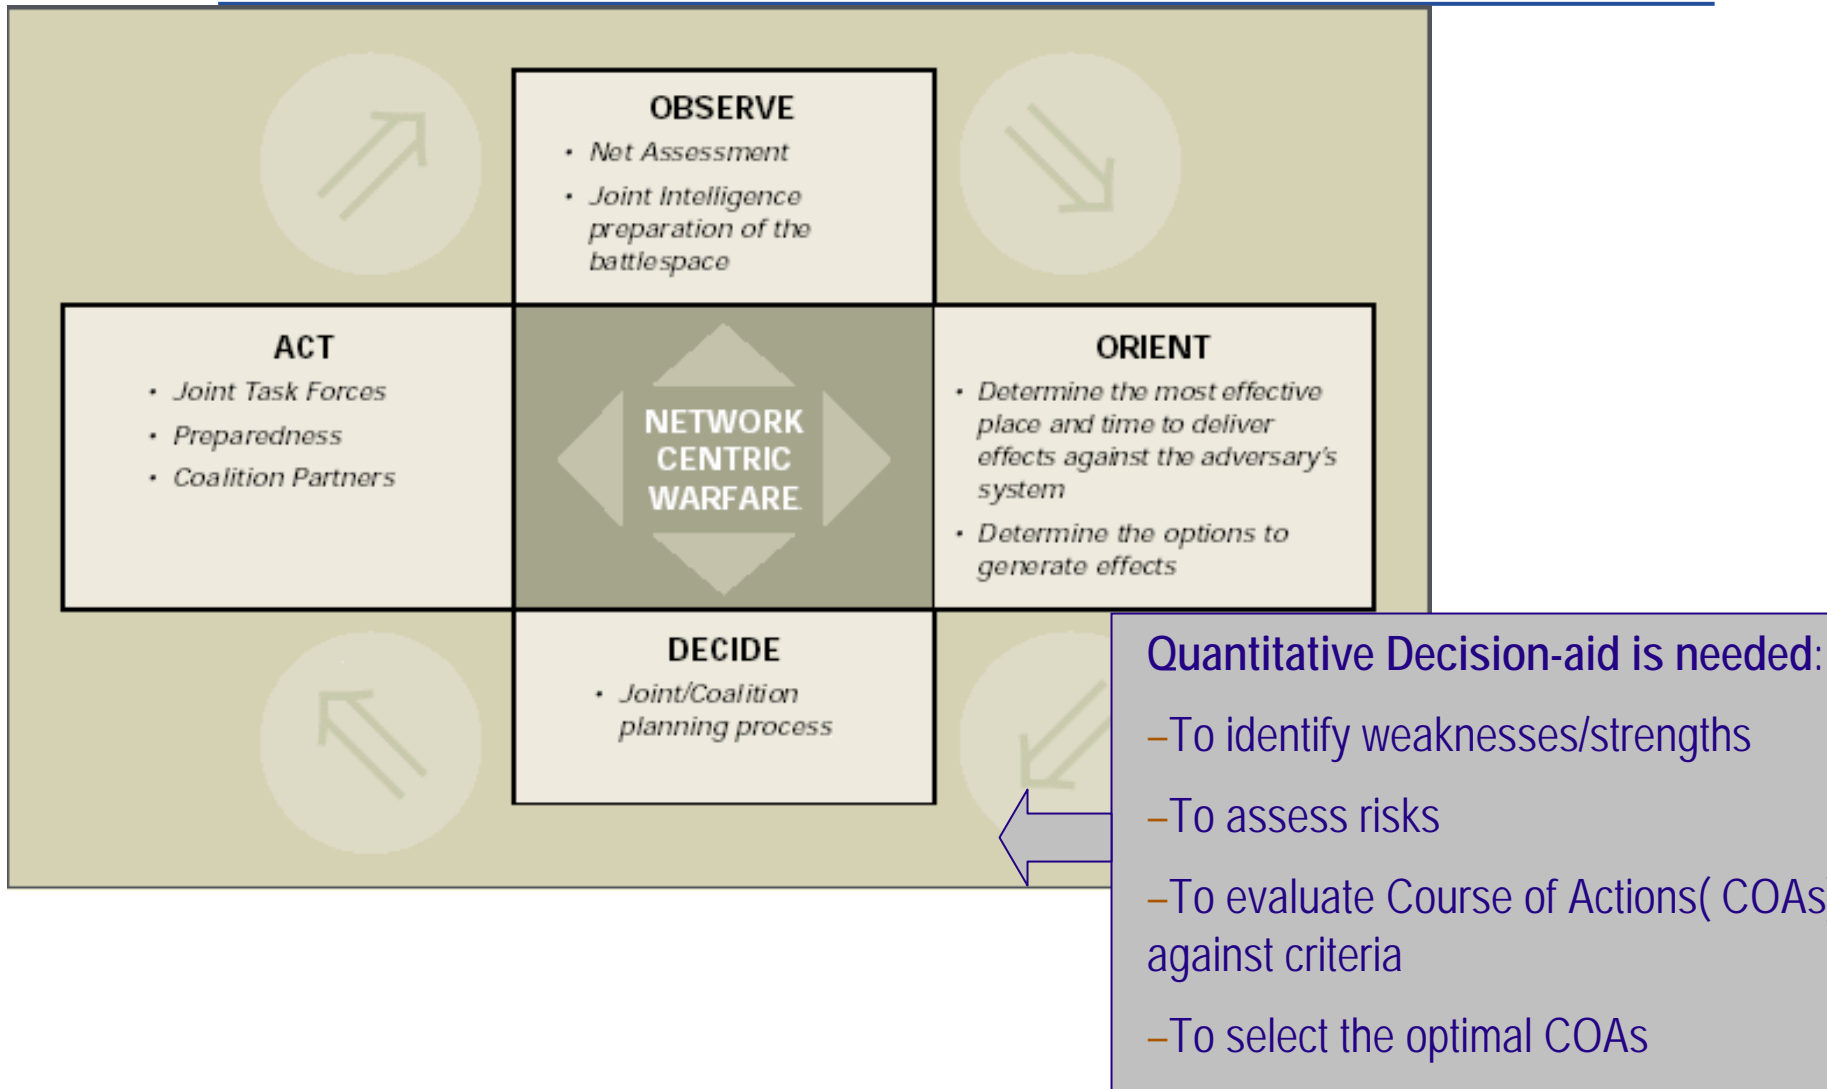 OBSERVE
• Net Assessment
• Joint Intelligence
preparation of the
battlespace
ACT
• Joint Task Forces
• Preparedness
• Coalition Partners
NETWORK
CENTRIC
WARFARE
ORIENT
• Determine the most effective
place and time to deliver
effects against the adversary's
system
• Determine the options to
generate effects
DECIDE
• Joint/Coalition
planning process
Quantitative Decision-aid is needed:
–To identify weaknesses/strengths
–To assess risks
–To evaluate Course of Actions( COAs)
against criteria
–To select the optimal COAs